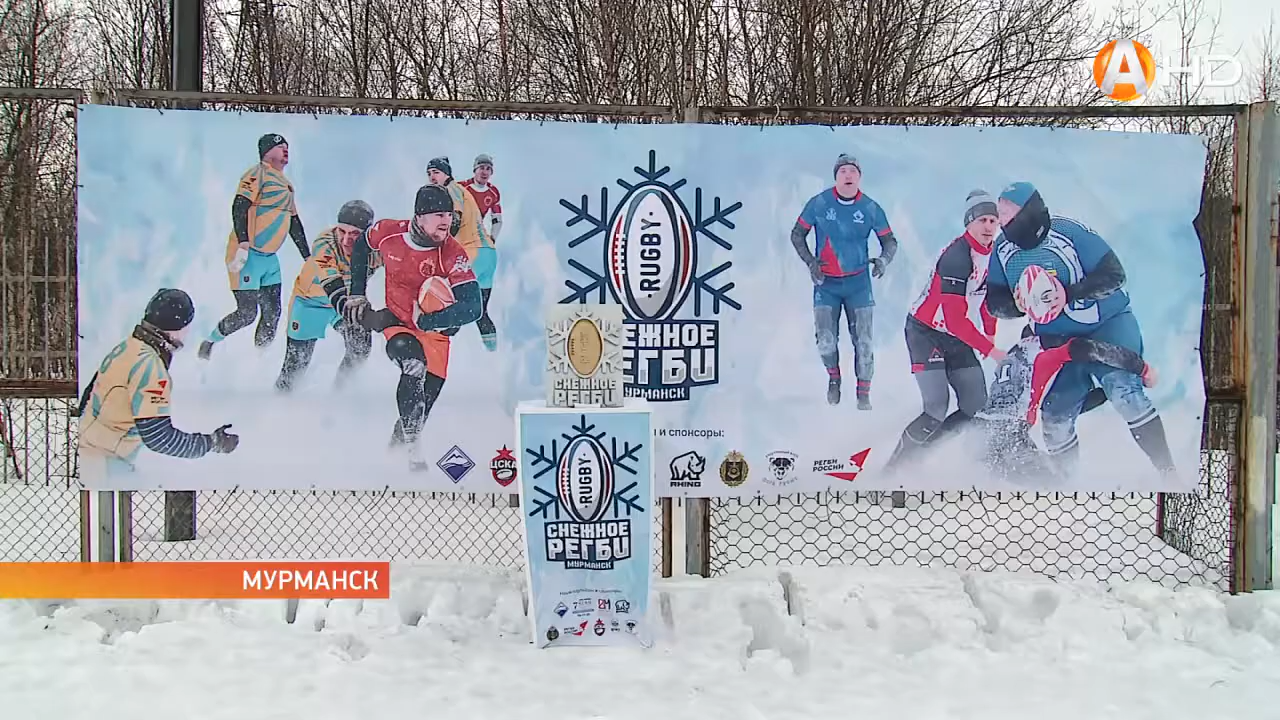 A HD
RUGBY
СНЕЖНОЕ
РЕГБИ
МУРМАНСК
СНЕЖНОЕ
РЕГБИ
и спонсоры:
ЦСКА
RHINO
РЕГБИ
РОССИИ
RUGBY
СНЕЖНОЕ
РЕГБИ
МУРМАНСК
МУРМАНСК